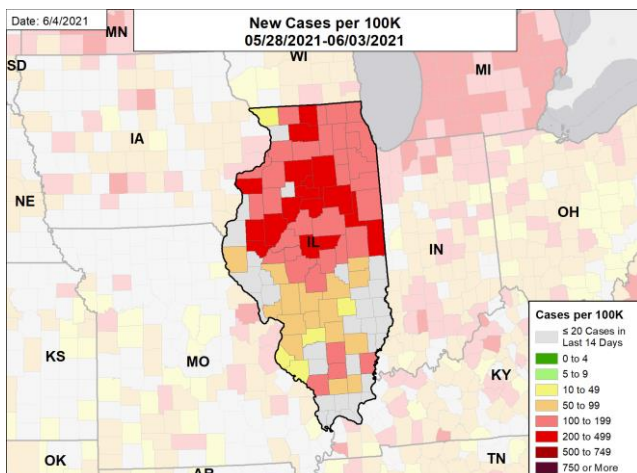 Date: 6/4/2021
New Cases per 100K
05/28/2021-06/03/2021
MN
SD
WI
MI
IA
NE
IL
IN
OH
KS
MO
KY
OK
AR
TN
Cases per 100K
≤ 20 Cases in
Last 14 Days
0 to 4
5 to 9
10 to 49
50 to 99
100 to 199
200 to 499
500 to 749
750 or More